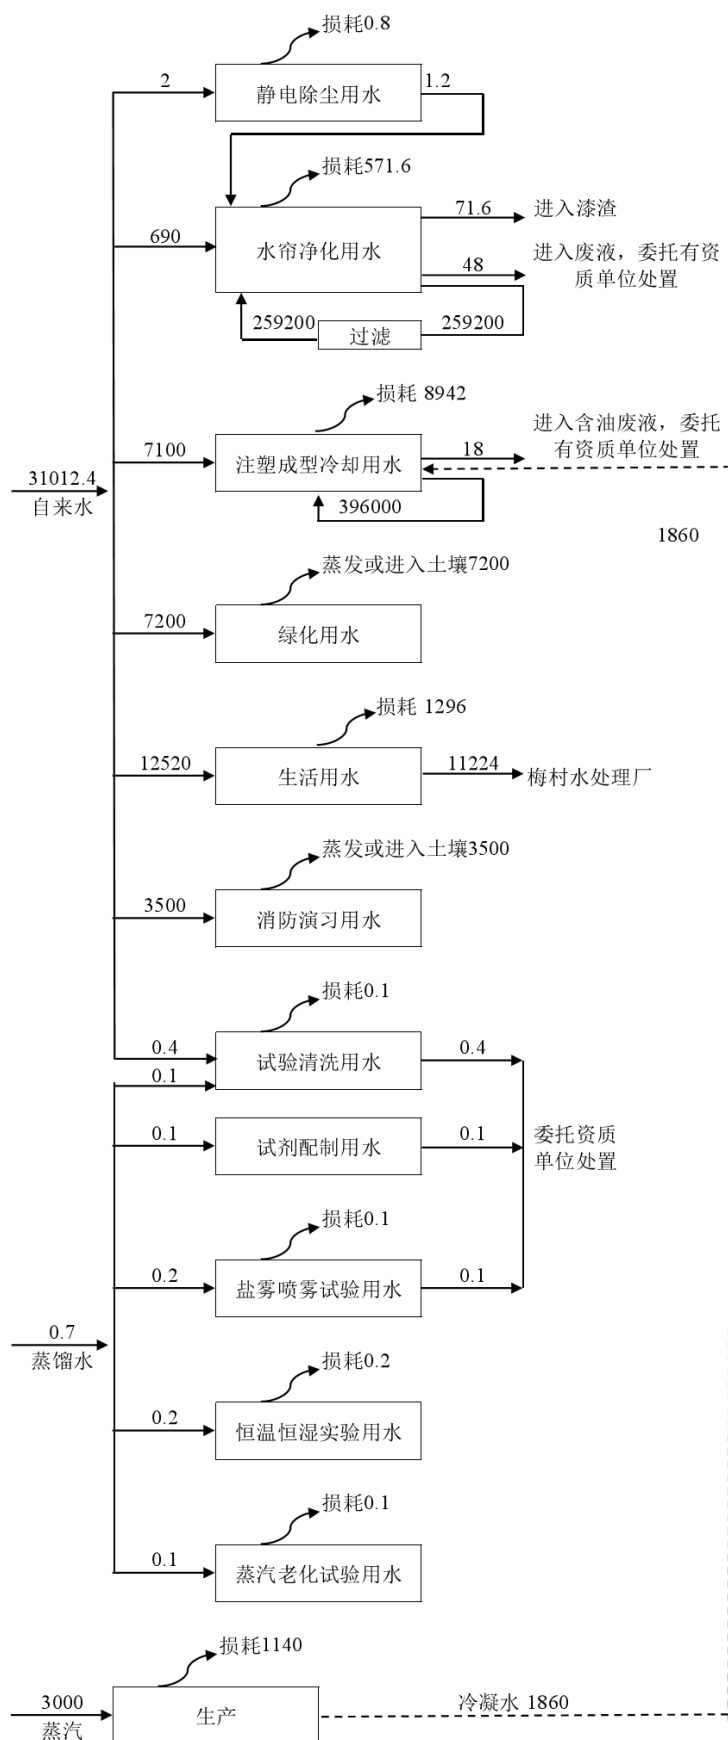 损耗0.8
2
静电除尘用水
1.2
损耗571.6
690
水帘净化用水
71.6
进入漆渣
48
进入废液，委托有资
质单位处置
259200
过滤
259200
损耗 8942
7100
注塑成型冷却用水
18
进入含油废液，委托
有资质单位处置
396000
1860
31012.4
自来水
蒸发或进入土壤7200
7200
绿化用水
损耗 1296
12520
生活用水
11224
梅村水处理厂
蒸发或进入土壤3500
3500
消防演习用水
损耗0.1
0.4
试验清洗用水
0.4
0.1
0.1
试剂配制用水
0.1
委托资质
单位处置
损耗0.1
0.2
盐雾喷雾试验用水
0.1
0.7
蒸馏水
损耗0.2
0.2
恒温恒湿实验用水
损耗0.1
0.1
蒸汽老化试验用水
损耗1140
3000
蒸汽
生产
冷凝水 1860